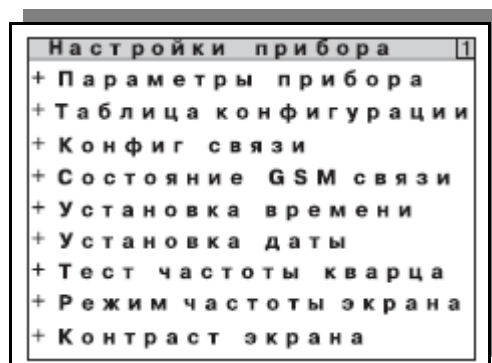 Настройки прибора 1
+ Параметры прибора
+ Таблица конфигурации
+ Конфиг связи
+ Состояние GSM связи
+ Установка времени
+ Установка даты
+ Тест частоты кварца
+ Режим частоты экрана
+ Контраст экрана